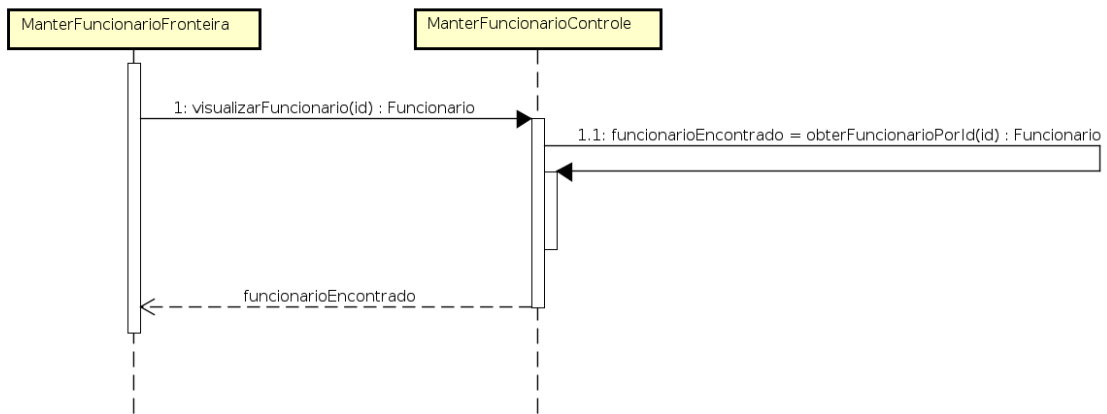 ManterFuncionarioFronteira
ManterFuncionarioControle
1: visualizarFuncionario(id) : Funcionario
1.1: funcionarioEncontrado = obterFuncionarioPorId(id) : Funcionario
funcionarioEncontrado